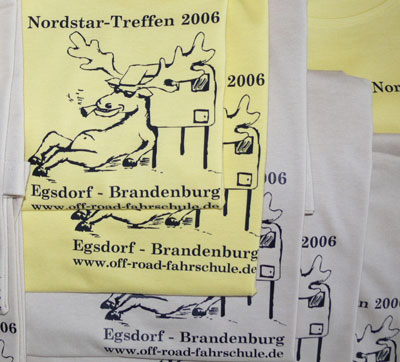 Nordstar-Treffen 2006
2006
Nor
Egsdorf - Brandenburg
www.off-road-fahrschule.de
Egsdorf - Brandenburg
www.off-road-fahrschule.de
2006
n 2006
Egsdorf - Brandenburg
www.off-road-fahrschule.de